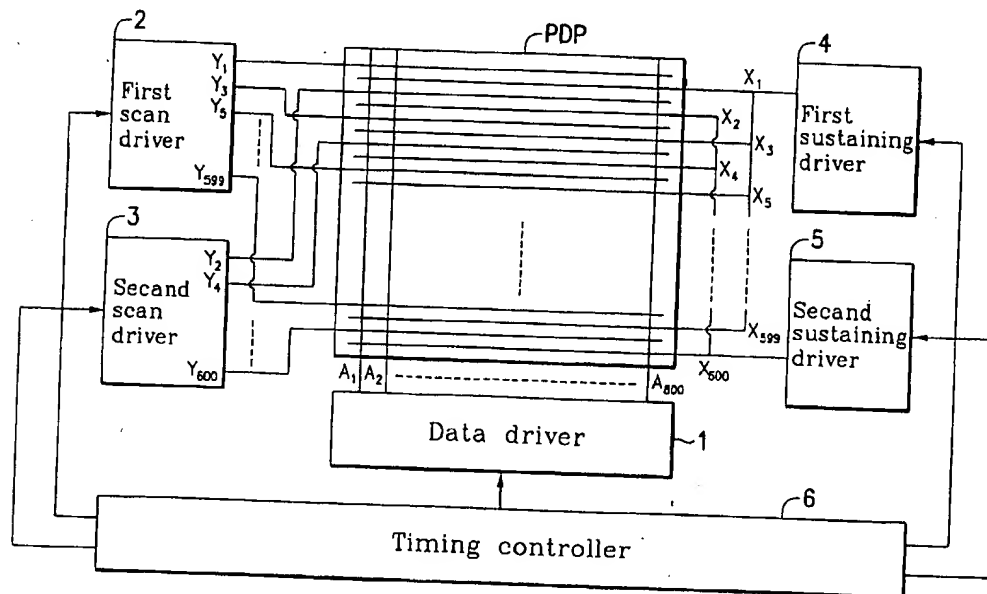 2
PDP
4
First
scan
driver
Y1
Y3
Y5
Y599
X1
X2
X3
X4
X5
First
sustaining
driver
3
Second
scan
driver
Y2
Y4
Y600
5
Second
sustaining
driver
X599
X600
A1 A2
A800
Data driver
1
6
Timing controller